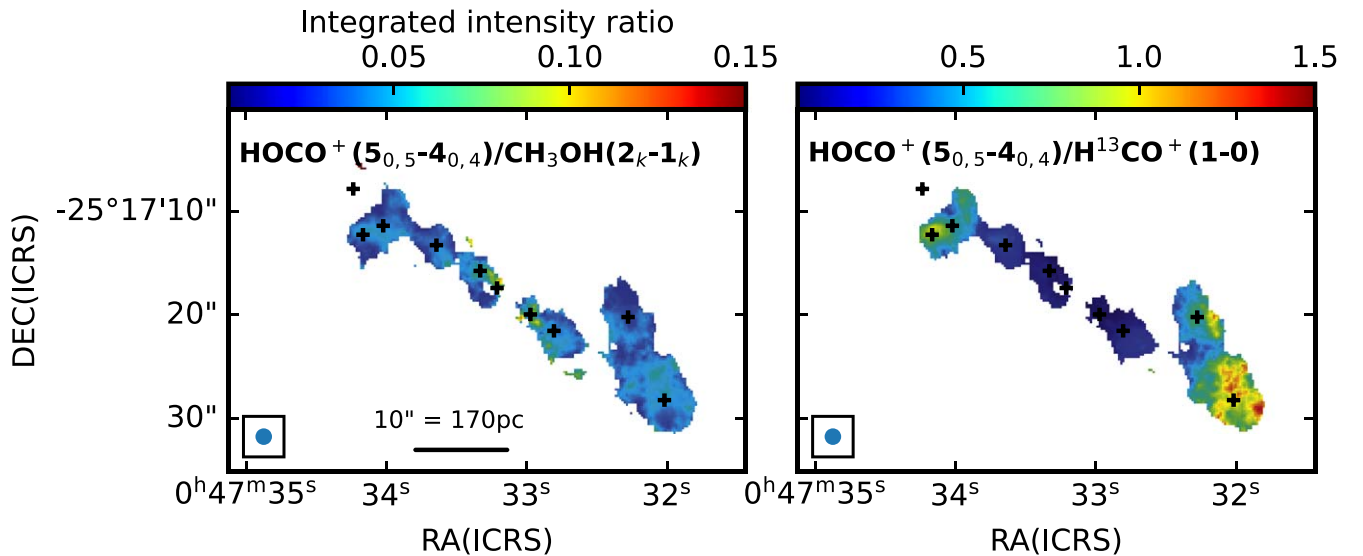 Integrated intensity ratio
0.05 0.10 0.15 0.5 1.0 1.5
HOCO⁺(5₀,₅-4₀,₄)/CH₃OH(2ₖ-1ₖ) HOCO⁺(5₀,₅-4₀,₄)/H¹³CO⁺(1-0)
-25°17'10"
20"
30"
DEC(ICRS)
10" = 170pc
0ʰ47ᵐ35ˢ 34ˢ 33ˢ 32ˢ 0ʰ47ᵐ35ˢ 34ˢ 33ˢ 32ˢ
RA(ICRS) RA(ICRS)